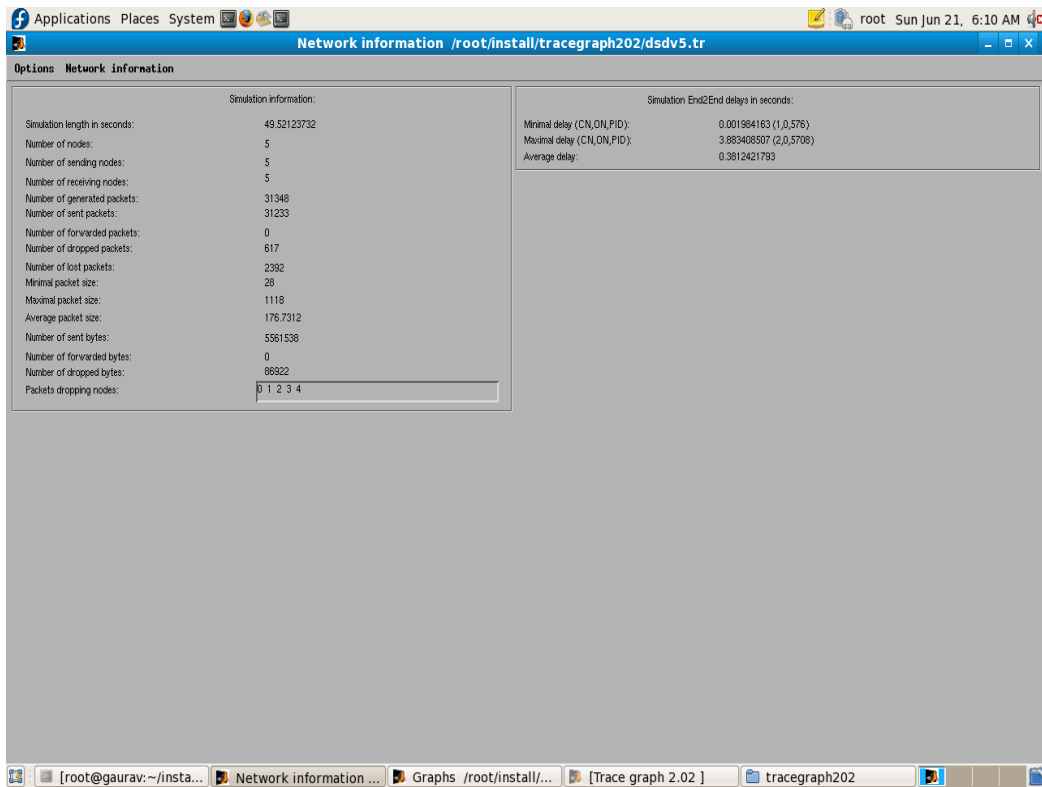 Applications Places System root Sun Jun 21, 6:10 AM
Network information /root/install/tracegraph202/dsdv5.tr
Options Network information
Simulation information:
Simulation length in seconds: 49.52123732
Number of nodes: 5
Number of sending nodes: 5
Number of receiving nodes: 5
Number of generated packets: 31348
Number of sent packets: 31233
Number of forwarded packets: 0
Number of dropped packets: 617
Number of lost packets: 2392
Minimal packet size: 28
Maximal packet size: 1118
Average packet size: 176.7312
Number of sent bytes: 5561538
Number of forwarded bytes: 0
Number of dropped bytes: 86922
Packets dropping nodes: 0 1 2 3 4
Simulation End2End delays in seconds:
Minimal delay (CN,ON,PID): 0.001984163 (1,0,576)
Maximal delay (CN,ON,PID): 3.883408507 (2,0,5708)
Average delay: 0.3812421793
[root@gaurav:~/insta... Network information ... Graphs /root/install/... [Trace graph 2.02 ] tracegraph202